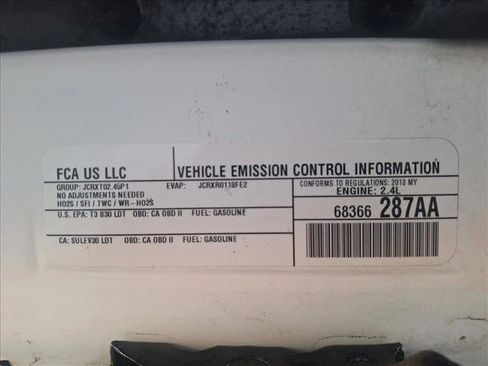 FCA US LLC
VEHICLE EMISSION CONTROL INFORMATION
GROUP: JCRXT02.45P1 EVAP: JCRXR0118FE2
NO ADJUSTMENTS NEEDED
HO2S / SFI / TWC / WR-HO2S
CONFORMS TO REGULATIONS: 2018 MY
ENGINE: 2.4L
U.S. EPA: T3 B30 LDT OBD: CA OBD II FUEL: GASOLINE
68366 287AA
CA: SULEV30 LDT OBD: CA OBD II FUEL: GASOLINE